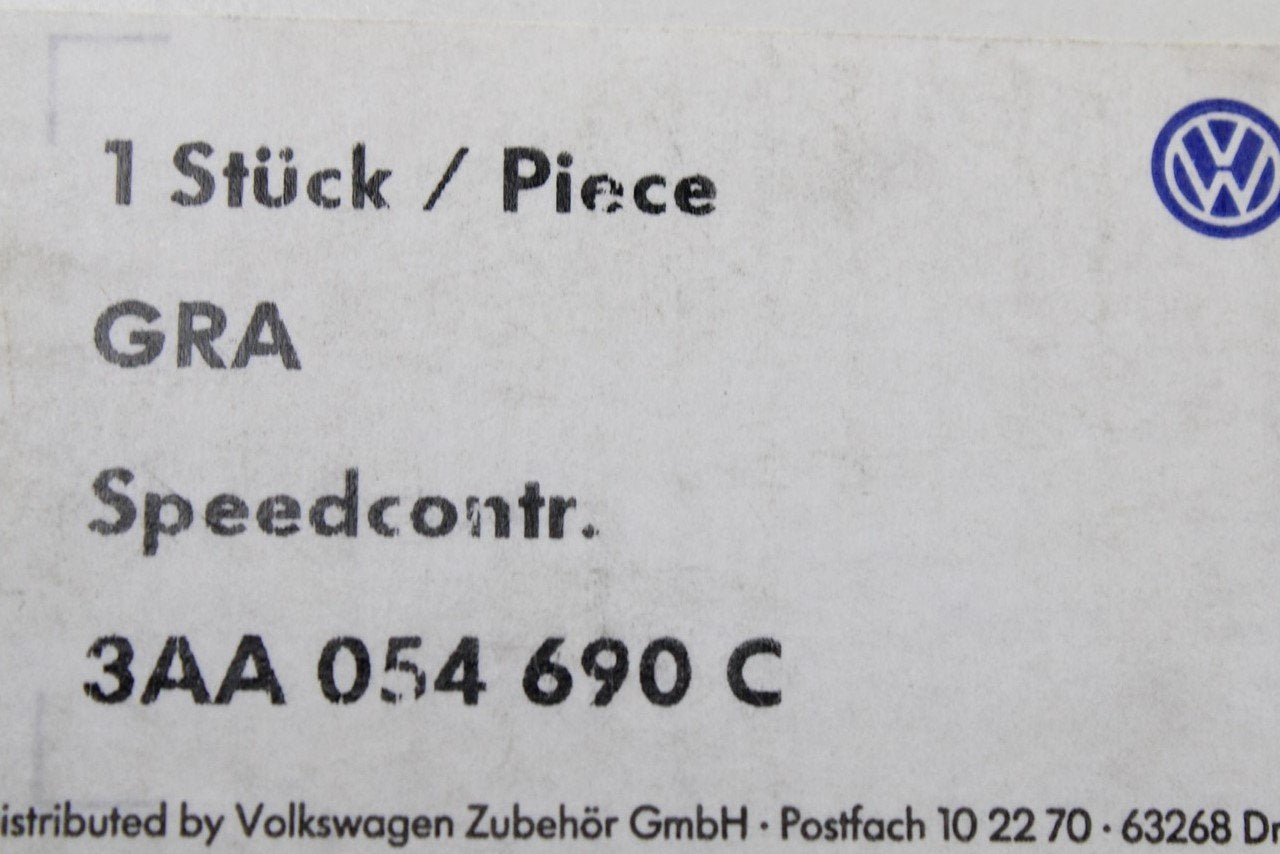 1 Stück / Piece
GRA
Speedcontr.
3AA 054 690 C
istributed by Volkswagen Zubehör GmbH · Postfach 10 22 70 · 63268